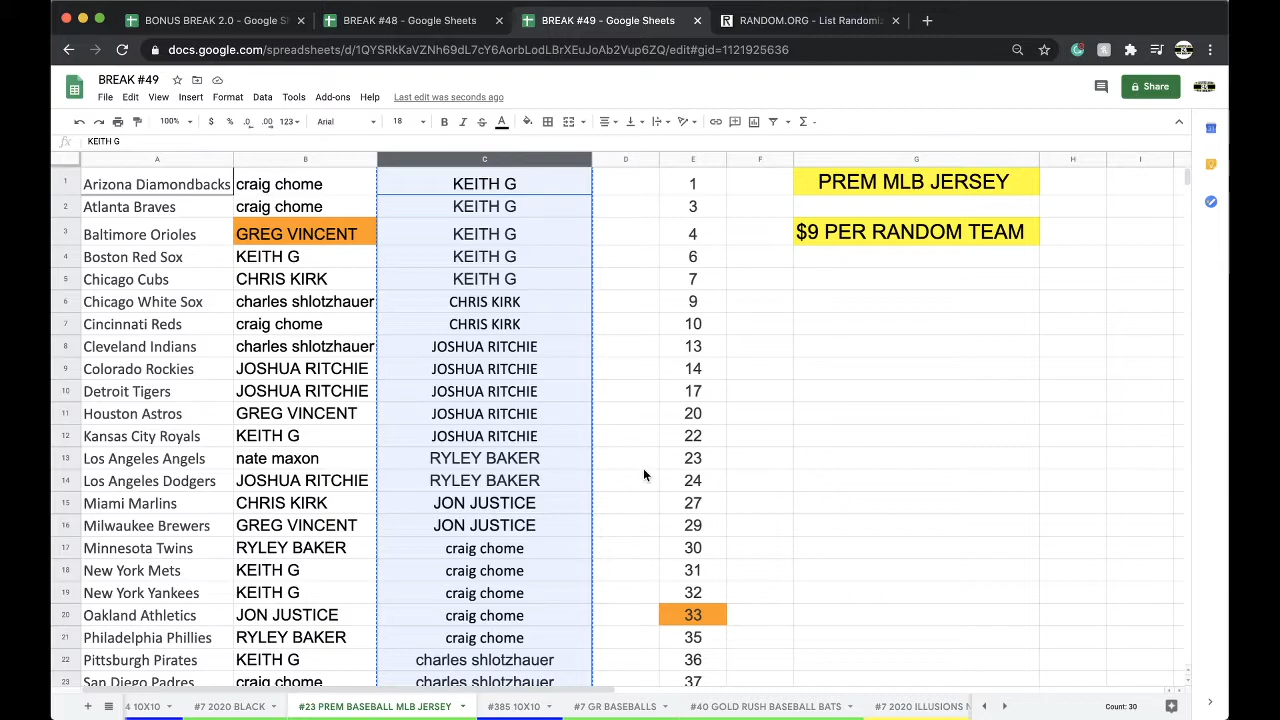 BONUS BREAK 2.0 - Google S
BREAK #48 - Google Sheets
BREAK #49 - Google Sheets
RANDOM.ORG - List Randomi
docs.google.com/spreadsheets/d/1QYSRkKaVZNh69dL7cY6AorbLodLBrXEuJoAb2Vup6ZQ/edit#gid=1121925636
BREAK #49
File Edit View Insert Format Data Tools Add-ons Help Last edit was seconds ago
Share
100% $ % .0 .00 123 Arial 18 B I S A
fx KEITH G
A B C D E F G H I
1 Arizona Diamondbacks craig chome KEITH G 1 PREM MLB JERSEY
2 Atlanta Braves craig chome KEITH G 3
3 Baltimore Orioles GREG VINCENT KEITH G 4 $9 PER RANDOM TEAM
4 Boston Red Sox KEITH G KEITH G 6
5 Chicago Cubs CHRIS KIRK KEITH G 7
6 Chicago White Sox charles shlotzhauer CHRIS KIRK 9
7 Cincinnati Reds craig chome CHRIS KIRK 10
8 Cleveland Indians charles shlotzhauer JOSHUA RITCHIE 13
9 Colorado Rockies JOSHUA RITCHIE JOSHUA RITCHIE 14
10 Detroit Tigers JOSHUA RITCHIE JOSHUA RITCHIE 17
11 Houston Astros GREG VINCENT JOSHUA RITCHIE 20
12 Kansas City Royals KEITH G JOSHUA RITCHIE 22
13 Los Angeles Angels nate maxon RYLEY BAKER 23
14 Los Angeles Dodgers JOSHUA RITCHIE RYLEY BAKER 24
15 Miami Marlins CHRIS KIRK JON JUSTICE 27
16 Milwaukee Brewers GREG VINCENT JON JUSTICE 29
17 Minnesota Twins RYLEY BAKER craig chome 30
18 New York Mets KEITH G craig chome 31
19 New York Yankees KEITH G craig chome 32
20 Oakland Athletics JON JUSTICE craig chome 33
21 Philadelphia Phillies RYLEY BAKER craig chome 35
22 Pittsburgh Pirates KEITH G charles shlotzhauer 36
23 San Diego Padres craig chome charles shlotzhauer 37
4 10X10 #7 2020 BLACK #23 PREM BASEBALL MLB JERSEY #385 10X10 #7 GR BASEBALLS #40 GOLD RUSH BASEBALL BATS #7 2020 ILLUSIONS Count: 30